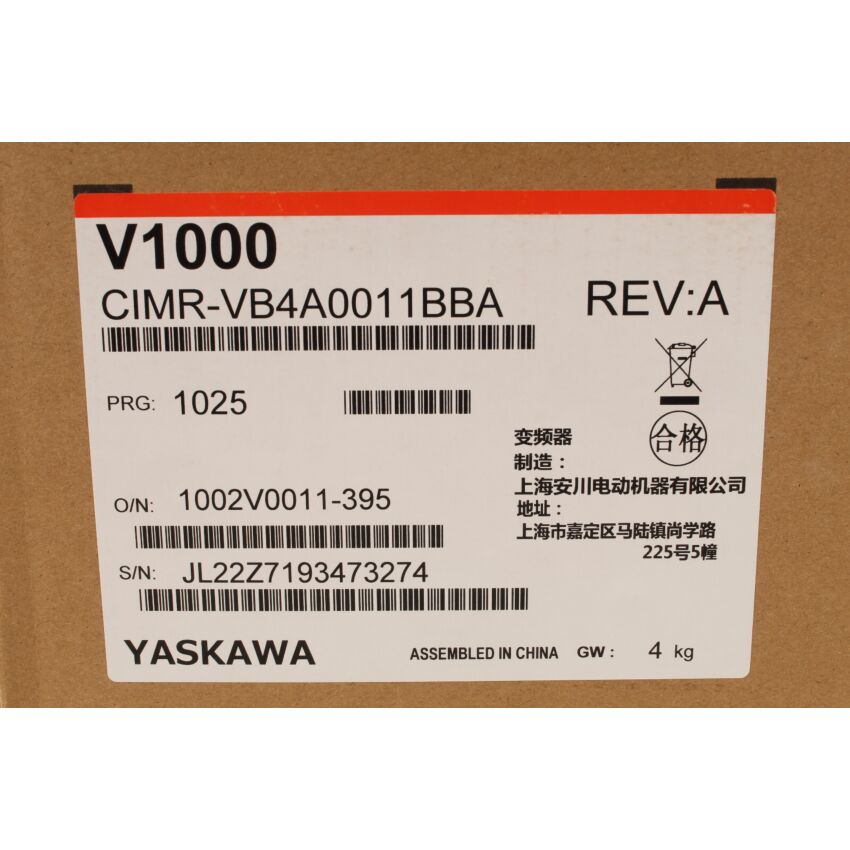 V1000
CIMR-VB4A0011BBA
REV:A
PRG: 1025
合格
变频器
制造：
上海安川电动机器有限公司
地址：
上海市嘉定区马陆镇尚学路
225号5幢
O/N: 1002V0011-395
S/N: JL22Z7193473274
YASKAWA
ASSEMBLED IN CHINA GW : 4 kg